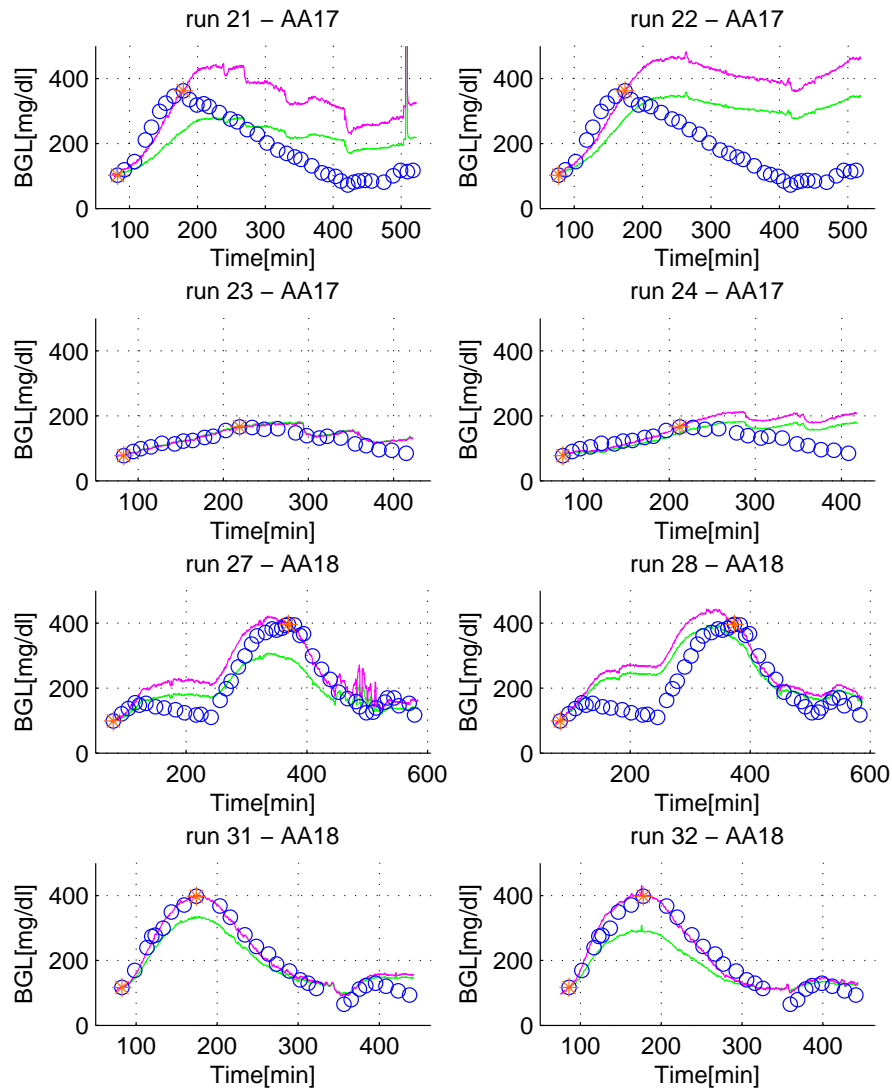 run 21 − AA17
BGL[mg/dl]
400
200
0
100 200 300 400 500
Time[min]
run 22 − AA17
BGL[mg/dl]
400
200
0
100 200 300 400 500
Time[min]
run 23 − AA17
BGL[mg/dl]
400
200
0
100 200 300 400
Time[min]
run 24 − AA17
BGL[mg/dl]
400
200
0
100 200 300 400
Time[min]
run 27 − AA18
BGL[mg/dl]
400
200
0
200 400 600
Time[min]
run 28 − AA18
BGL[mg/dl]
400
200
0
200 400 600
Time[min]
run 31 − AA18
BGL[mg/dl]
400
200
0
100 200 300 400
Time[min]
run 32 − AA18
BGL[mg/dl]
400
200
0
100 200 300 400
Time[min]